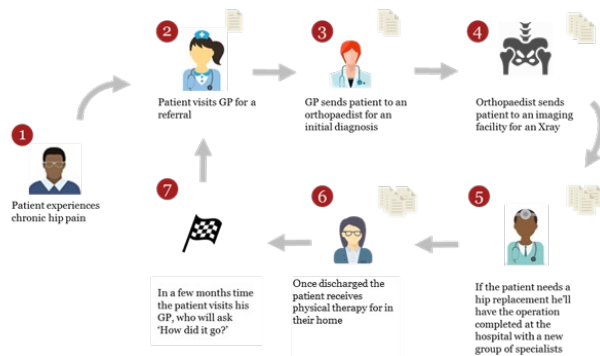 2
Patient visits GP for a
referral
3
GP sends patient to an
orthopaedist for an
initial diagnosis
4
Orthopaedist sends
patient to an imaging
facility for an Xray
1
Patient experiences
chronic hip pain
7
In a few months time
the patient visits his
GP, who will ask
‘How did it go?’
6
Once discharged the
patient receives
physical therapy for in
their home
5
If the patient needs a
hip replacement he'll
have the operation
completed at the
hospital with a new
group of specialists